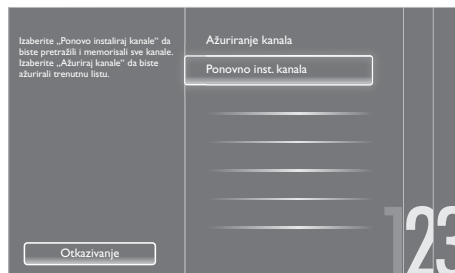 Izaberite „Ponovo instaliraj kanale“ da
biste pretražili i memorisali sve kanale.
Izaberite „Ažuriraj kanale“ da biste
ažurirali trenutnu listu.
Ažuriranje kanala
Ponovno inst. kanala
Otkazivanje
123